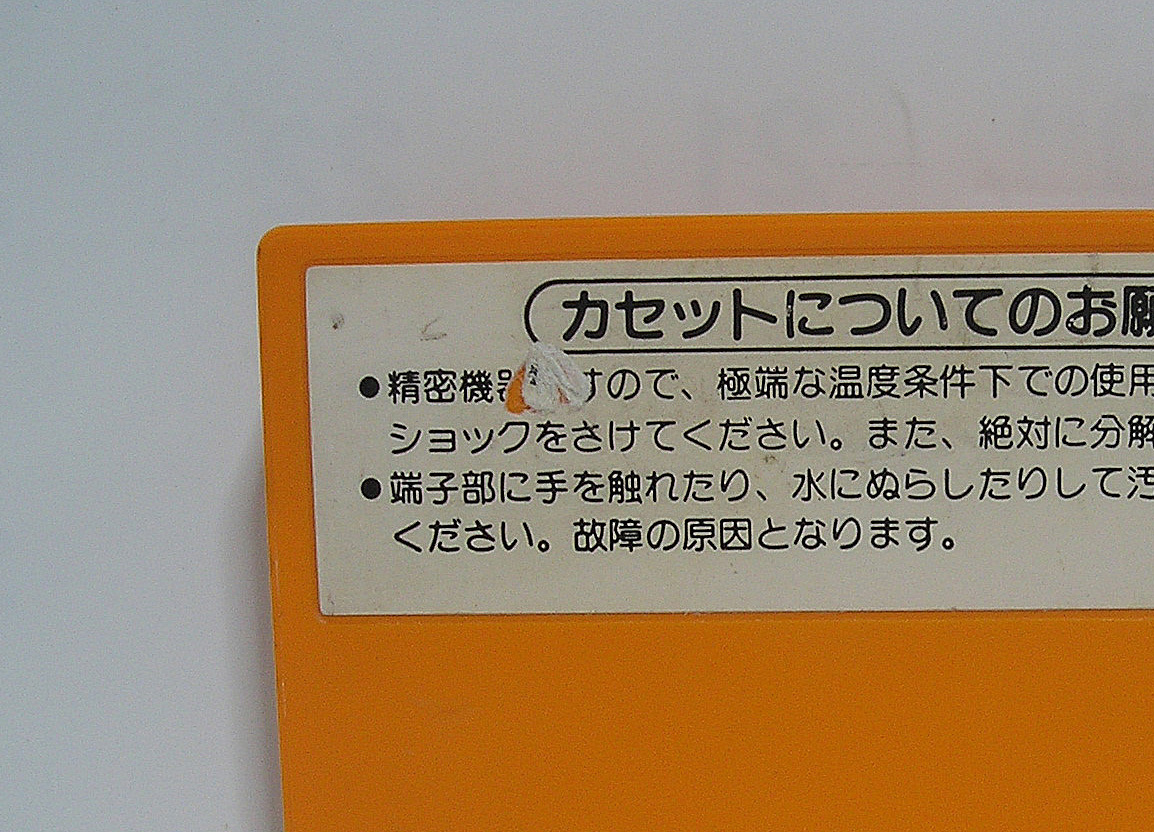 カセットについてのお願
●精密機器すので、極端な温度条件下での使用
ショックをさけてください。また、絶対に分解
●端子部に手を触れたり、水にぬらしたりして汚
ください。故障の原因となります。